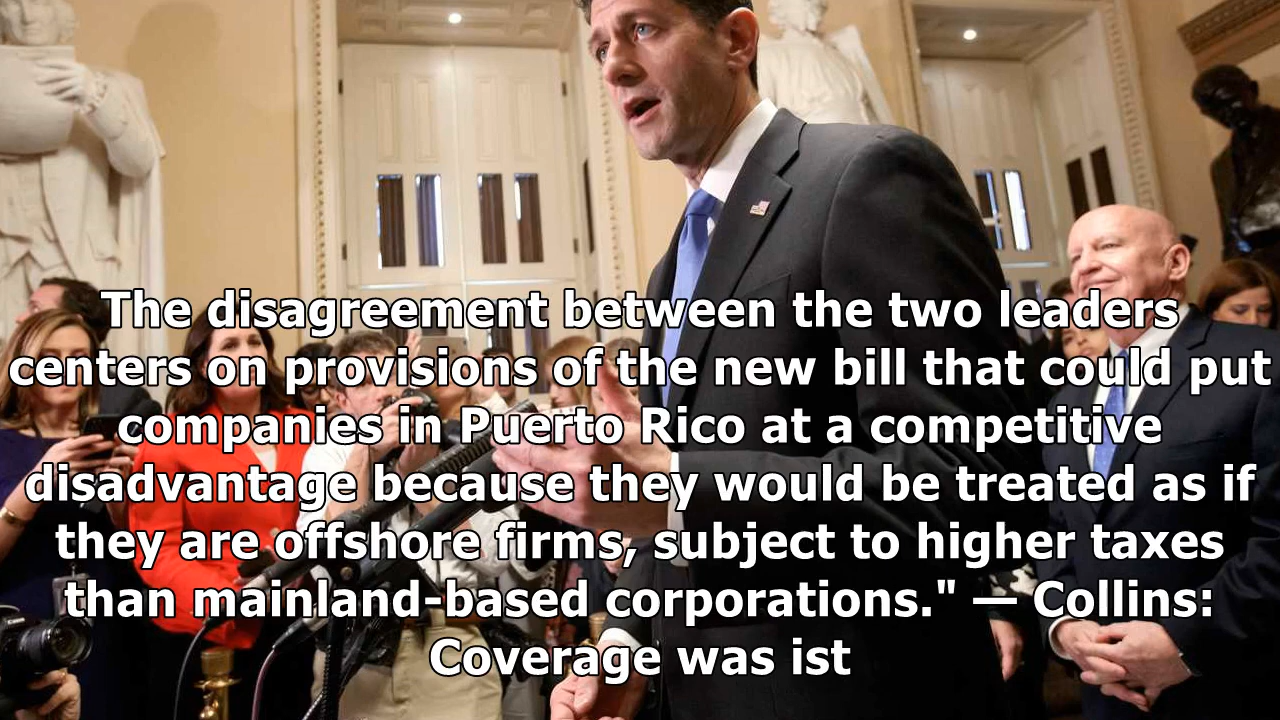 The disagreement between the two leaders
centers on provisions of the new bill that could put
companies in Puerto Rico at a competitive
disadvantage because they would be treated as if
they are offshore firms, subject to higher taxes
than mainland-based corporations." — Collins:
Coverage was ist